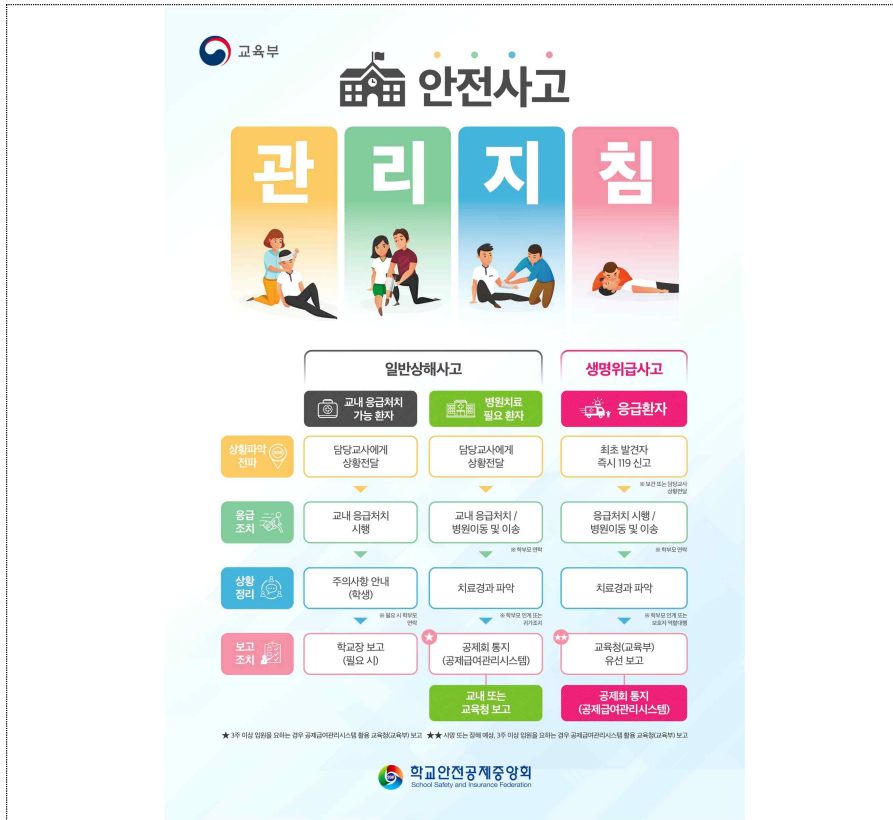 교육부
안전사고
관리지침
일반상해사고
생명위급사고
교내 응급처치
가능 환자
병원치료
필요 환자
응급환자
상황파악
전파
담당교사에게
상황전달
담당교사에게
상황전달
최초 발견자
즉시 119 신고
※ 보건 또는 담당교사
상황전달
응급
조치
교내 응급처치
시행
교내 응급처치 /
병원이동 및 이송
응급처치 시행 /
병원이동 및 이송
※ 학부모 연락
※ 학부모 연락
상황
정리
주의사항 안내
(학생)
치료경과 파악
치료경과 파악
※ 필요 시 학부모
연락
※ 학부모 인계 또는
귀가조치
※ 학부모 인계 또는
보호자 역할대행
보고
조치
학교장 보고
(필요 시)
★
공제회 통지
(공제급여관리시스템)
★★
교육청(교육부)
유선 보고
교내 또는
교육청 보고
공제회 통지
(공제급여관리시스템)
★ 3주 이상 입원을 요하는 경우 공제급여관리시스템 활용 교육청(교육부) 보고 ★★ 사망 또는 장해 예상, 3주 이상 입원을 요하는 경우 공제급여관리시스템 활용 교육청(교육부) 보고
학교안전공제중앙회
School Safety and Insurance Federation